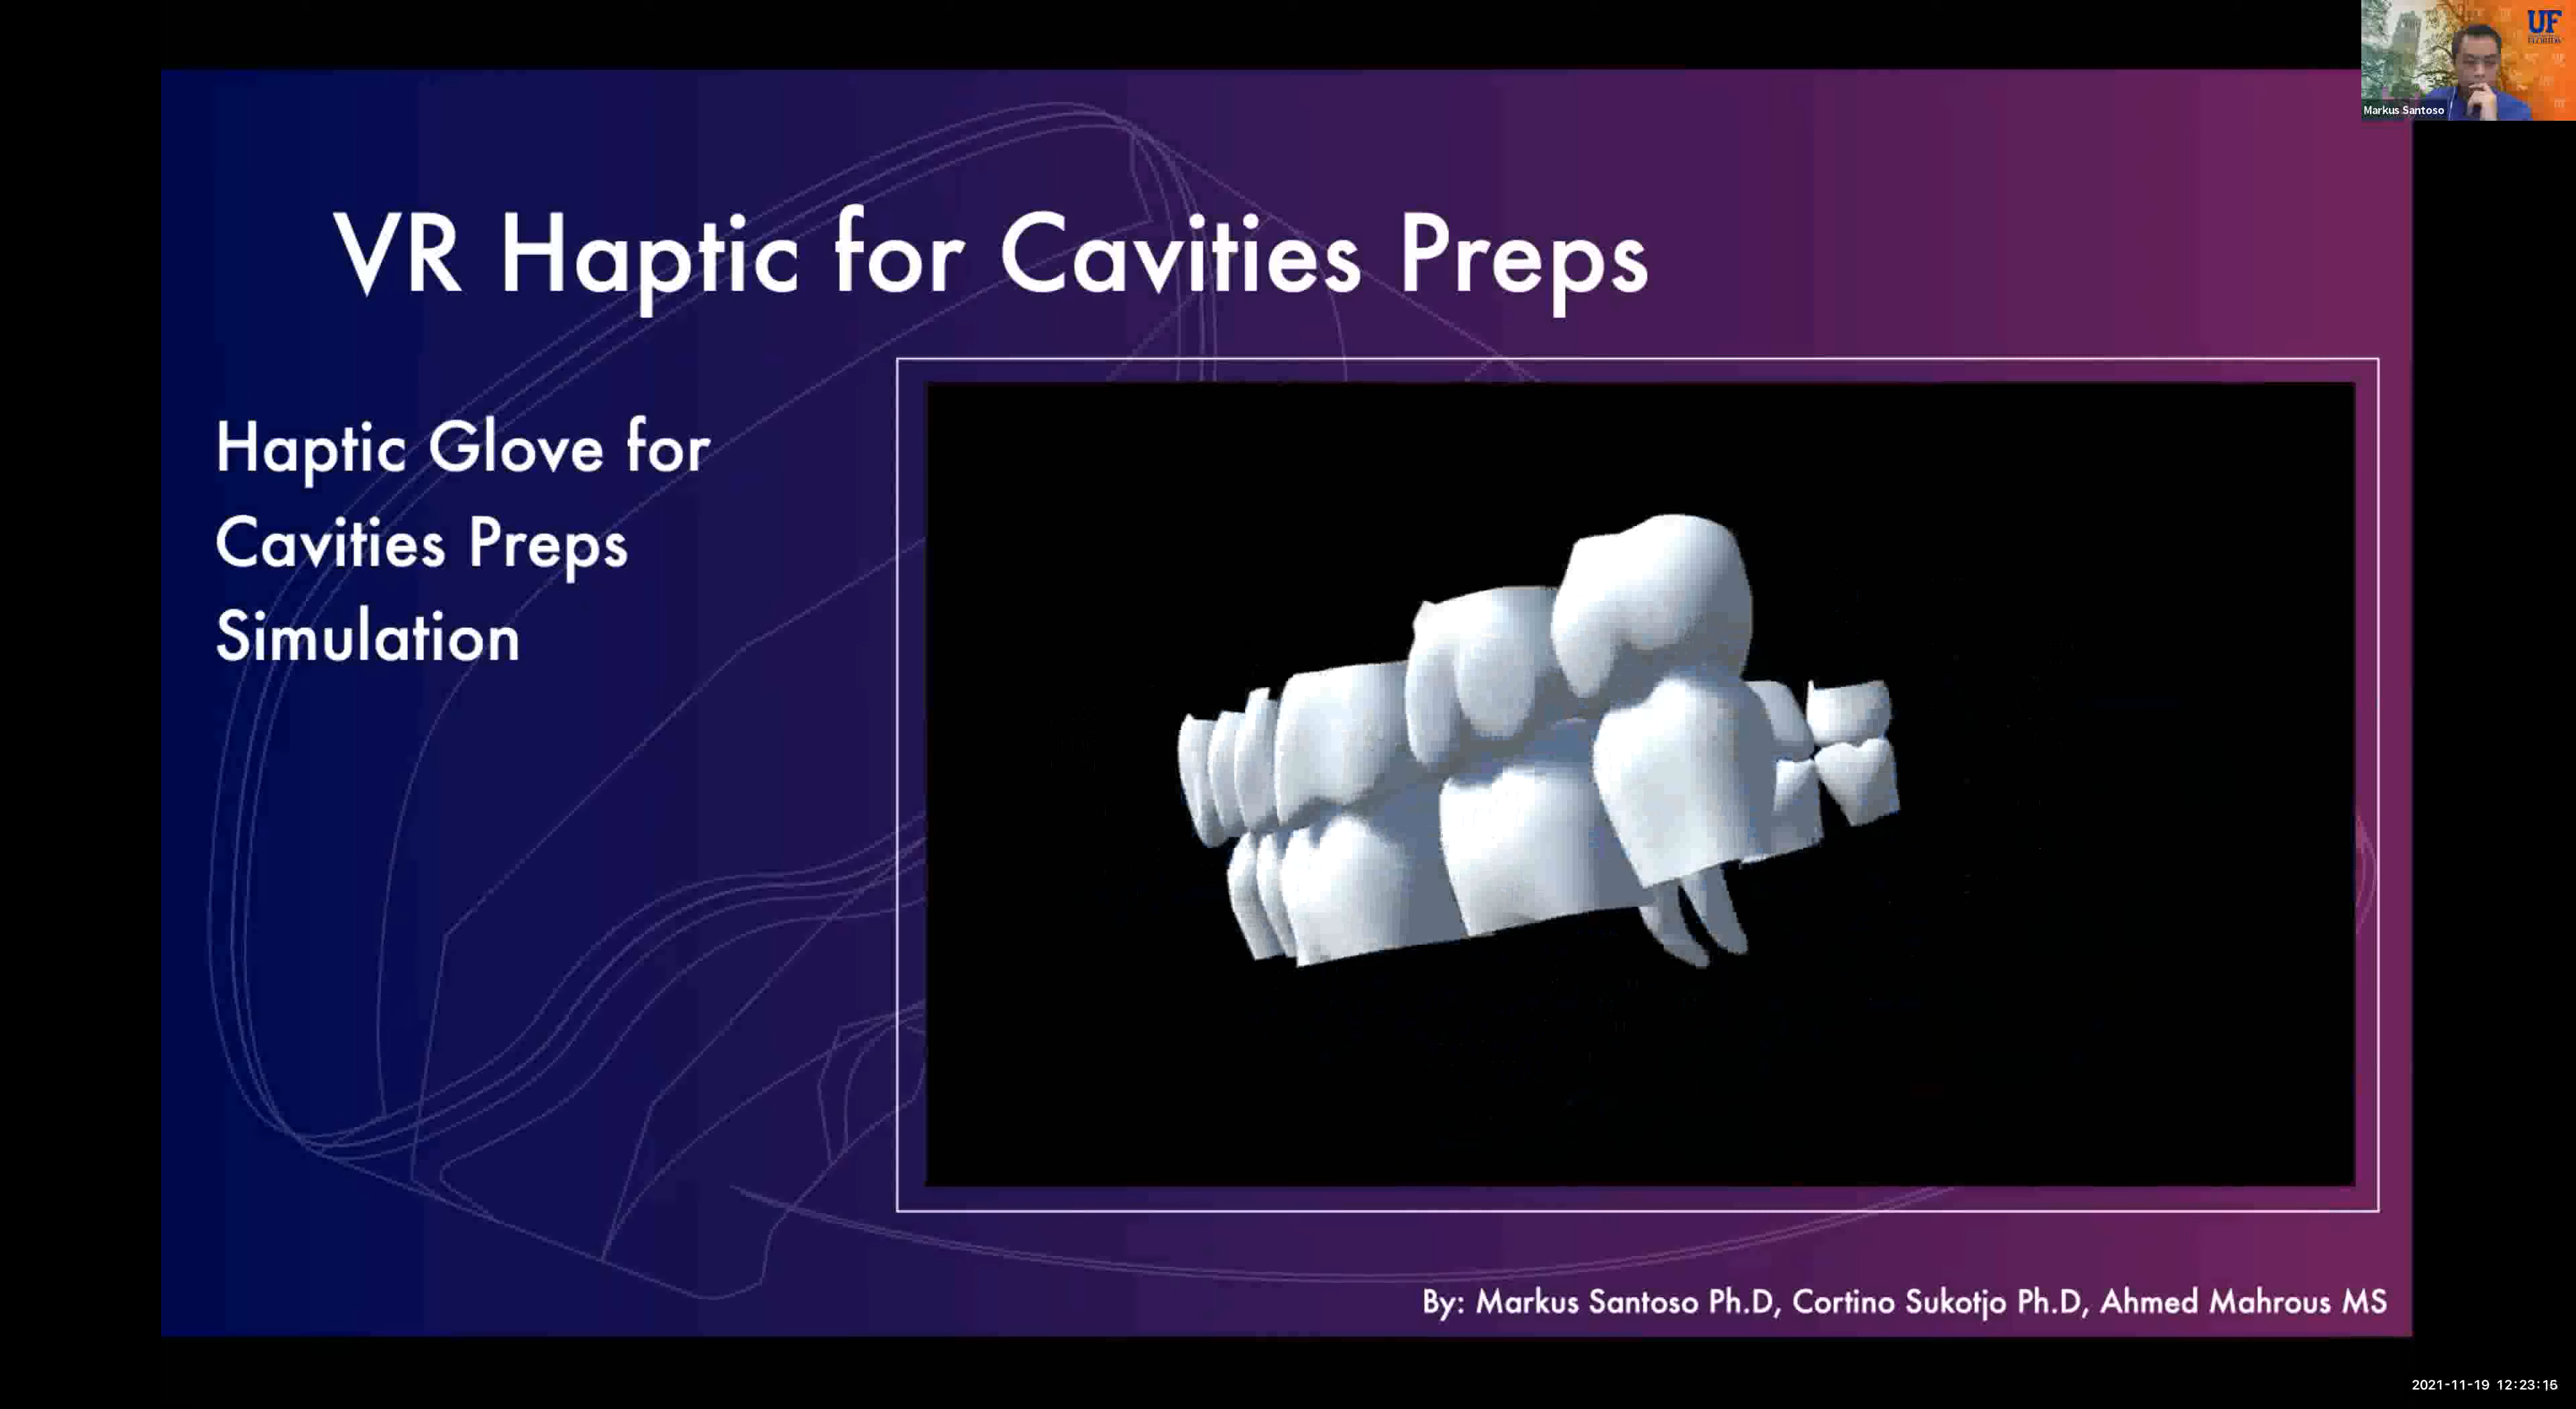 UF
FLORIDA
Markus Santoso
VR Haptic for Cavities Preps
Haptic Glove for
Cavities Preps
Simulation
By: Markus Santoso Ph.D, Cortino Sukotjo Ph.D, Ahmed Mahrous MS
2021-11-19 12:23:16